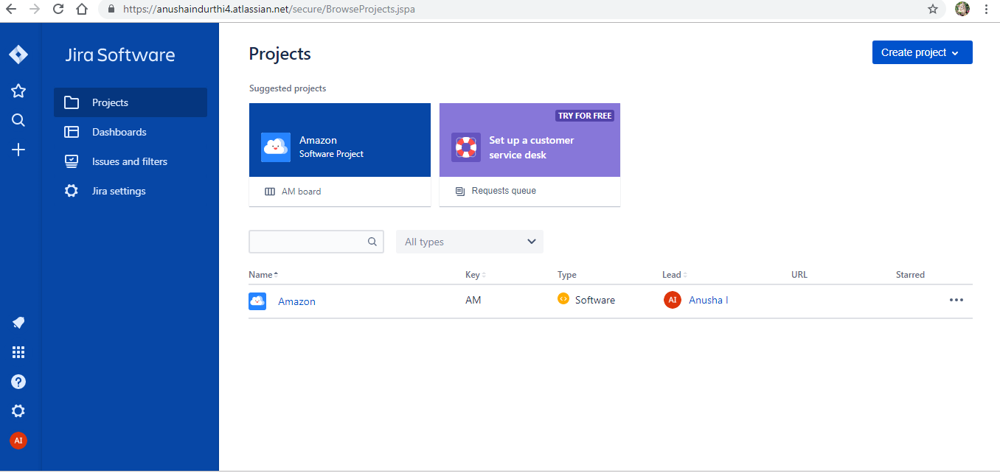 https://anushaindurthi4.atlassian.net/secure/BrowseProjects.jspa
Jira Software
Projects
Dashboards
Issues and filters
Jira settings
AI
Projects
Create project
Suggested projects
Amazon
Software Project
AM board
TRY FOR FREE
Set up a customer
service desk
Requests queue
All types
Name Key Type Lead URL Starred
Amazon AM Software AI Anusha I